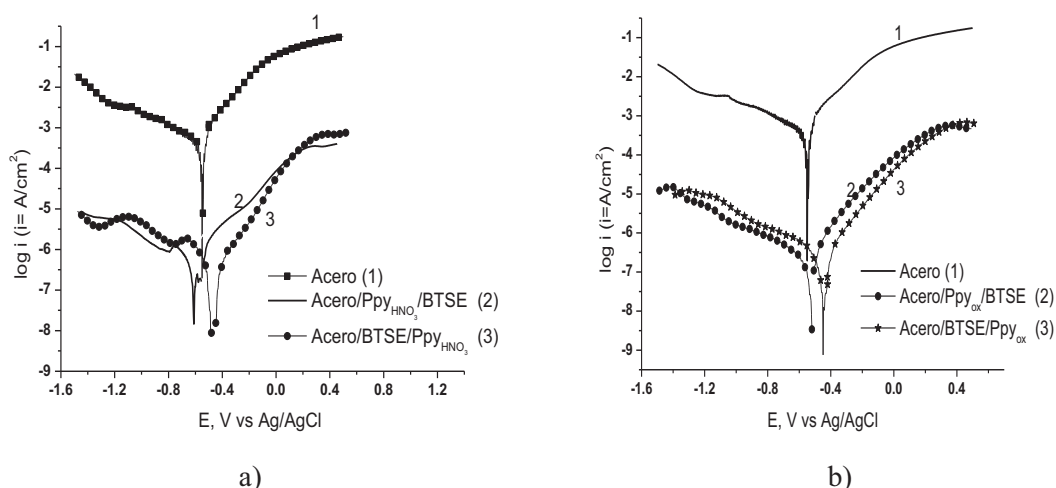 1
-1
-2
-3
-4
-5
-6
-7
-8
-9
log i (i= A/cm²)
2
3
Acero (1)
Acero/Ppy_HNO₃/BTSE (2)
Acero/BTSE/Ppy_HNO₃ (3)
-1.6 -1.2 -0.8 -0.4 0.0 0.4 0.8 1.2
E, V vs Ag/AgCl
a)
1
-1
-2
-3
-4
-5
-6
-7
-8
-9
log i (i=A/cm²)
2
3
Acero (1)
Acero/Ppy_ox/BTSE (2)
Acero/BTSE/Ppy_ox (3)
-1.6 -1.2 -0.8 -0.4 0.0 0.4
E, V vs Ag/AgCl
b)